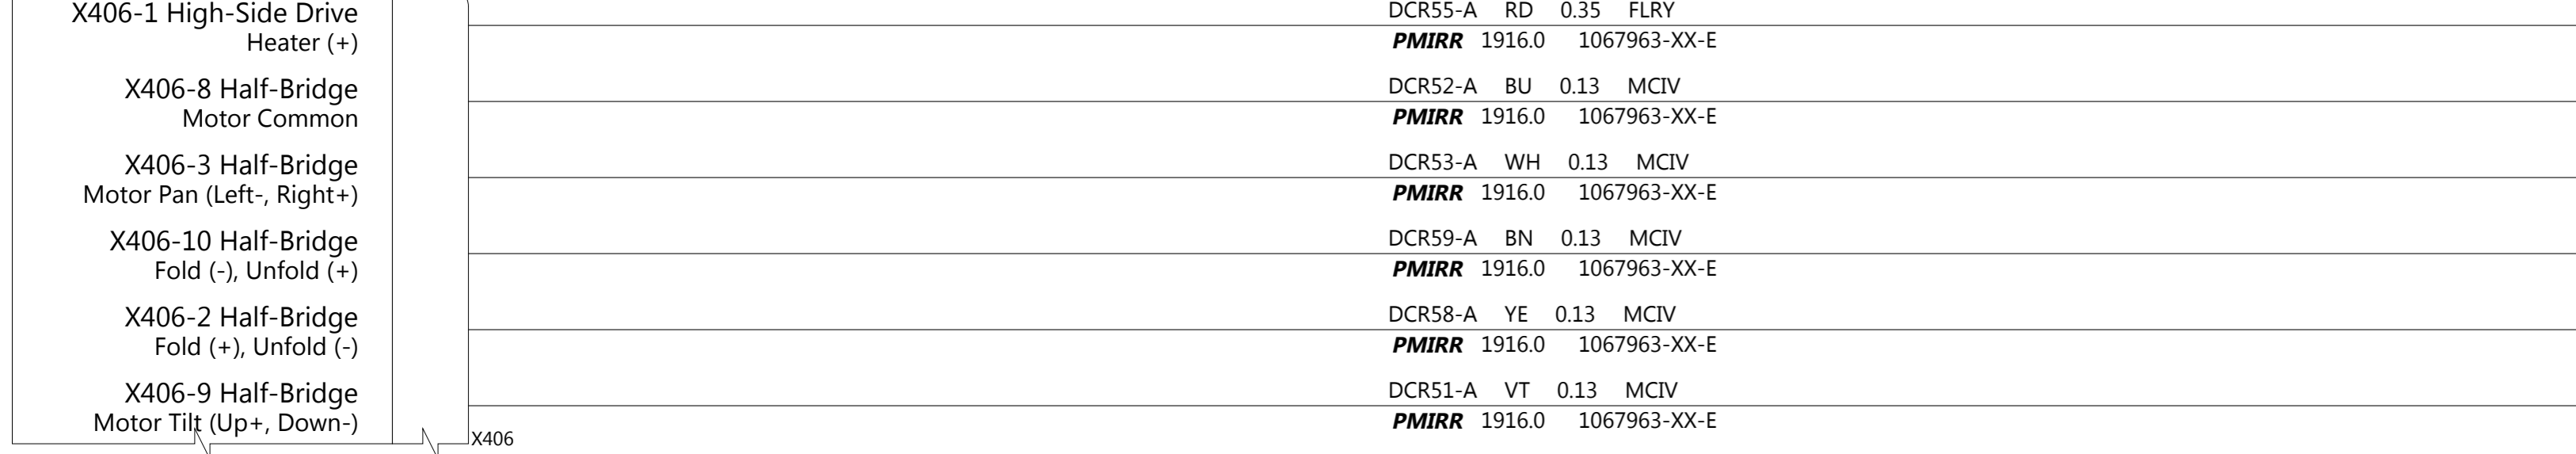 X406-1 High-Side Drive
Heater (+)
DCR55-A RD 0.35 FLRY
PMIRR 1916.0 1067963-XX-E
X406-8 Half-Bridge
Motor Common
DCR52-A BU 0.13 MCIV
PMIRR 1916.0 1067963-XX-E
X406-3 Half-Bridge
Motor Pan (Left-, Right+)
DCR53-A WH 0.13 MCIV
PMIRR 1916.0 1067963-XX-E
X406-10 Half-Bridge
Fold (-), Unfold (+)
DCR59-A BN 0.13 MCIV
PMIRR 1916.0 1067963-XX-E
X406-2 Half-Bridge
Fold (+), Unfold (-)
DCR58-A YE 0.13 MCIV
PMIRR 1916.0 1067963-XX-E
X406-9 Half-Bridge
Motor Tilt (Up+, Down-)
DCR51-A VT 0.13 MCIV
PMIRR 1916.0 1067963-XX-E
X406